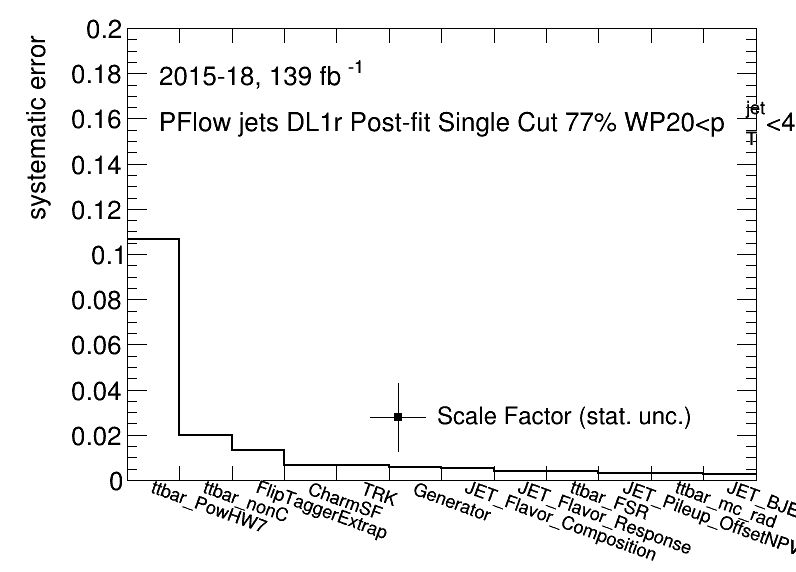 systematic error
0.2
0.18
0.16
0.14
0.12
0.1
0.08
0.06
0.04
0.02
0
2015-18, 139 fb -1
PFlow jets DL1r Post-fit Single Cut 77% WP20<p jet T <4
Scale Factor (stat. unc.)
ttbar_PowHW7
ttbar_nonC
FlipTaggerExtrap
CharmSF
TRK
Generator
JET_Flavor_Composition
JET_Flavor_Response
ttbar_FSR
JET_Pileup_OffsetNPV
ttbar_mc_rad
JET_BJE